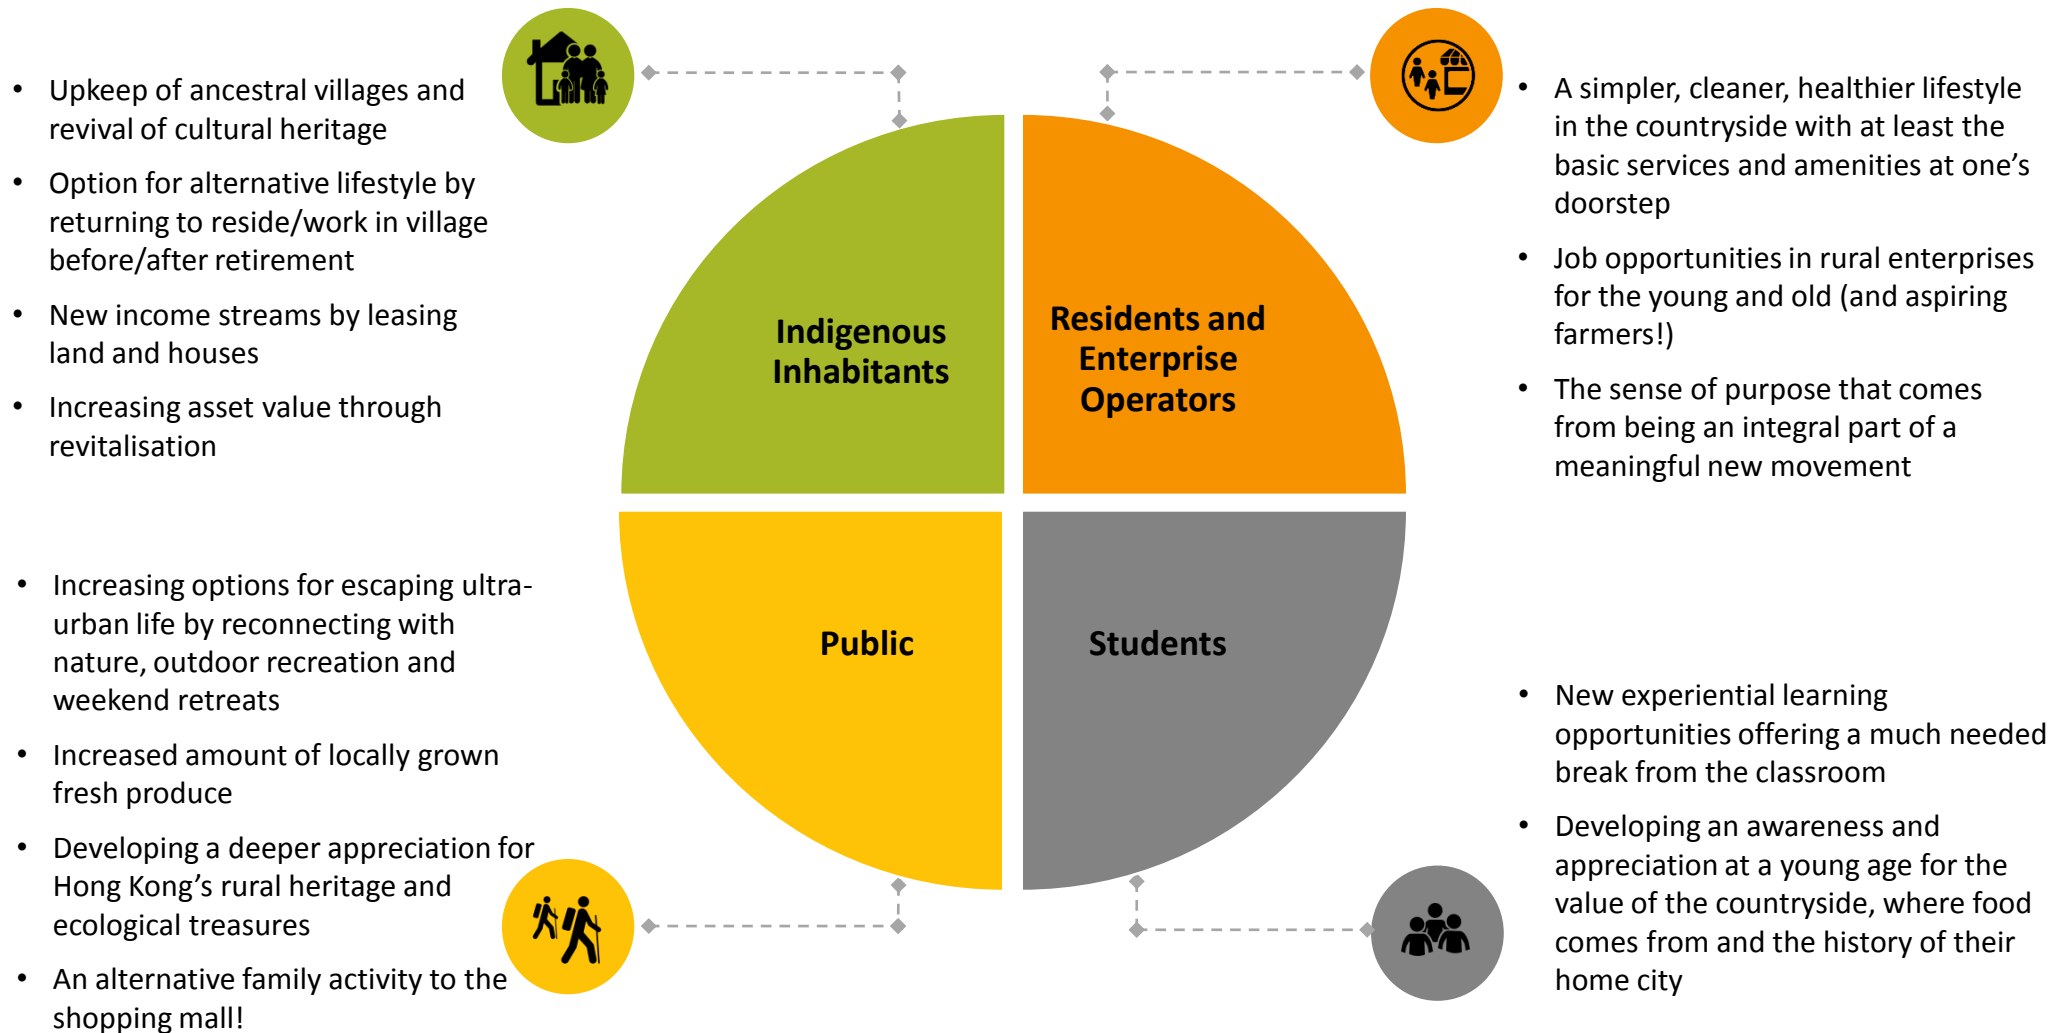 • Upkeep of ancestral villages and
revival of cultural heritage
• Option for alternative lifestyle by
returning to reside/work in village
before/after retirement
• New income streams by leasing
land and houses
• Increasing asset value through
revitalisation
Indigenous
Inhabitants
Residents and
Enterprise
Operators
• A simpler, cleaner, healthier lifestyle
in the countryside with at least the
basic services and amenities at one’s
doorstep
• Job opportunities in rural enterprises
for the young and old (and aspiring
farmers!)
• The sense of purpose that comes
from being an integral part of a
meaningful new movement
• Increasing options for escaping ultra-
urban life by reconnecting with
nature, outdoor recreation and
weekend retreats
• Increased amount of locally grown
fresh produce
• Developing a deeper appreciation for
Hong Kong’s rural heritage and
ecological treasures
• An alternative family activity to the
shopping mall!
Public
Students
• New experiential learning
opportunities offering a much needed
break from the classroom
• Developing an awareness and
appreciation at a young age for the
value of the countryside, where food
comes from and the history of their
home city